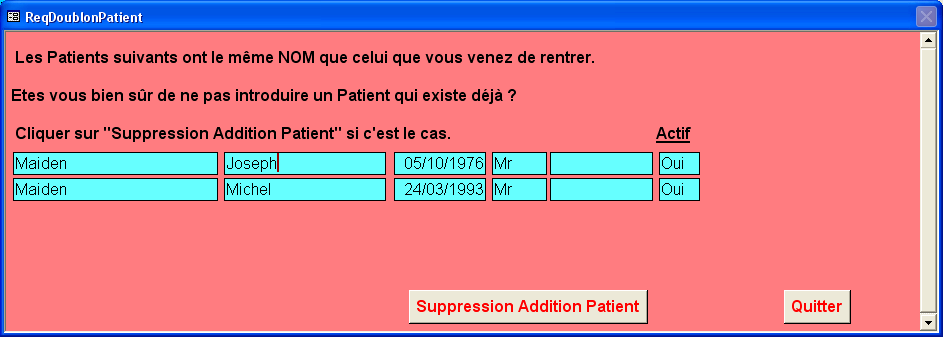 ReqDoublonPatient
Les Patients suivants ont le même NOM que celui que vous venez de rentrer.
Etes vous bien sûr de ne pas introduire un Patient qui existe déjà ?
Cliquer sur "Suppression Addition Patient" si c'est le cas. Actif
Maiden Joseph 05/10/1976 Mr Oui
Maiden Michel 24/03/1993 Mr Oui
Suppression Addition Patient Quitter